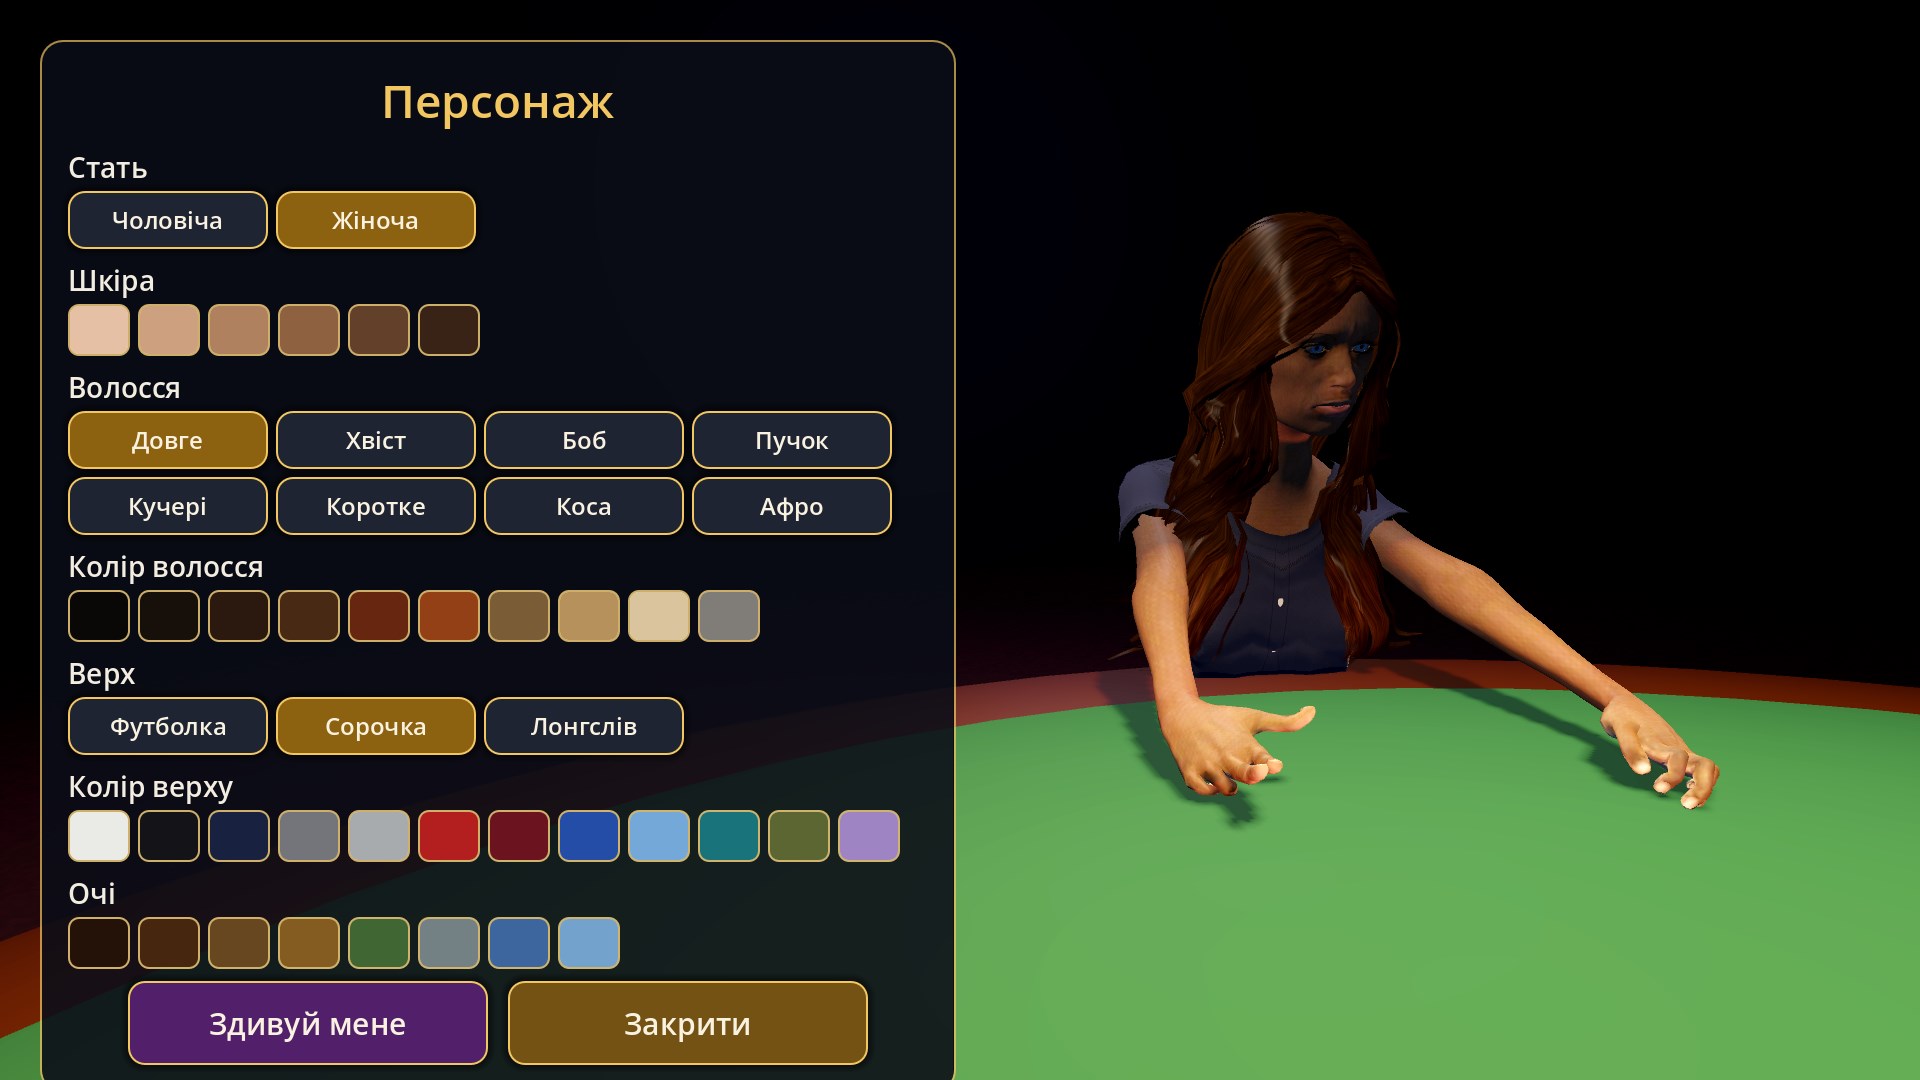 Персонаж
Стать
Чоловіча Жіноча
Шкіра
Волосся
Довге Хвіст Боб Пучок
Кучері Коротке Коса Афро
Колір волосся
Верх
Футболка Сорочка Лонгслів
Колір верху
Очі
Здивуй мене Закрити